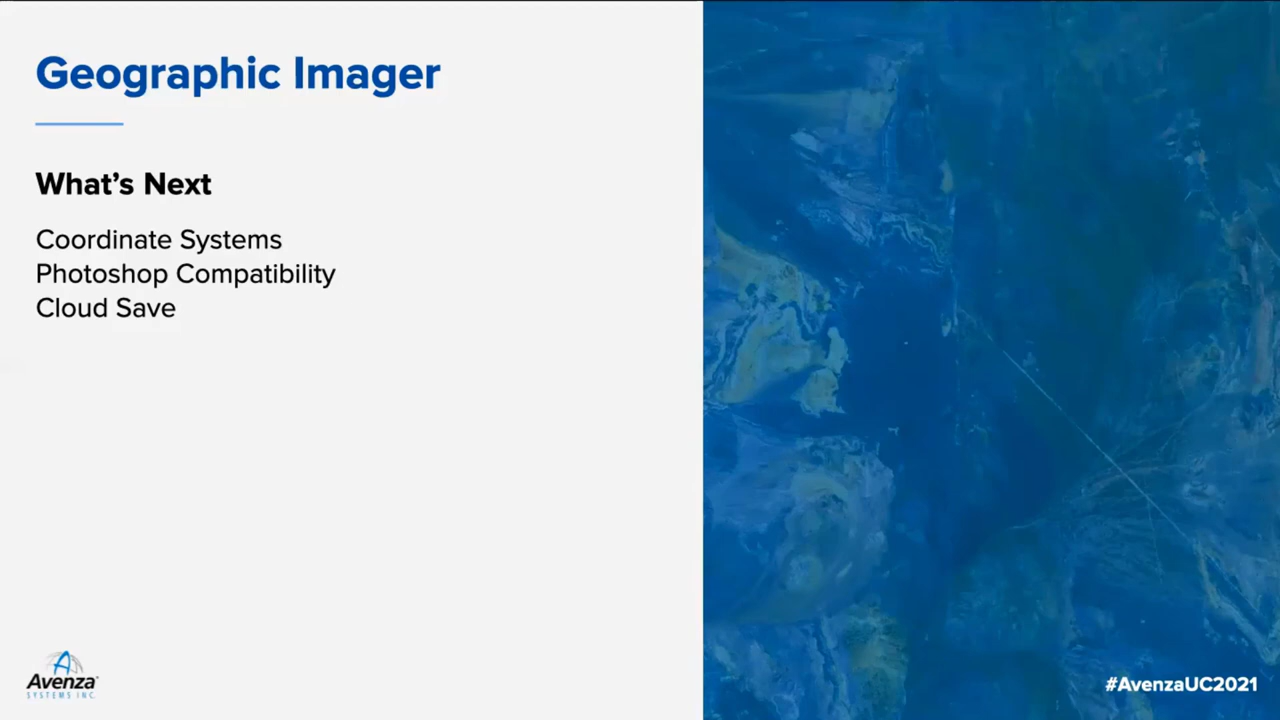 Geographic Imager
What's Next
Coordinate Systems
Photoshop Compatibility
Cloud Save
Avenza
SYSTEMS INC.
#AvenzaUC2021